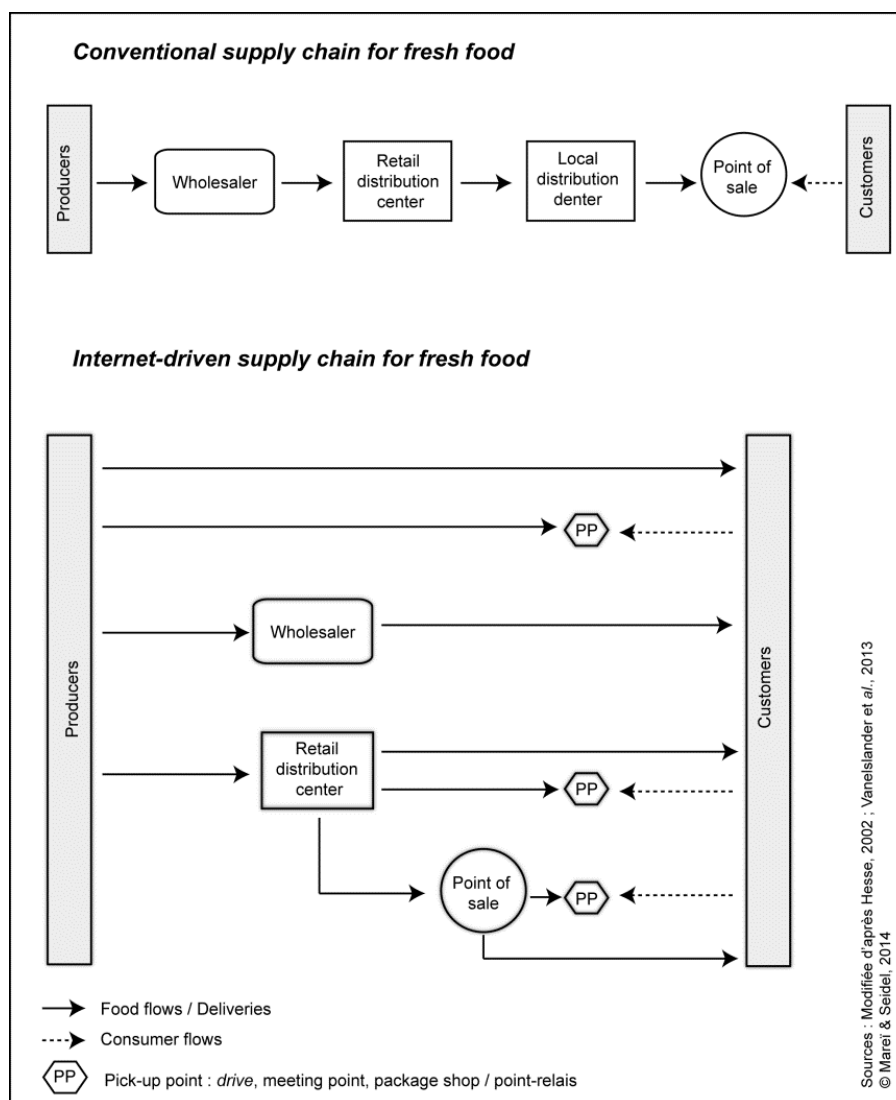 Conventional supply chain for fresh food
Producers
Wholesaler
Retail
distribution
center
Local
distribution
denter
Point of
sale
Customers
Internet-driven supply chain for fresh food
Producers
PP
Wholesaler
Retail
distribution
center
PP
Point of
sale
PP
Customers
Food flows / Deliveries
Consumer flows
PP
Pick-up point : drive, meeting point, package shop / point-relais
Sources : Modifiée d'après Hesse, 2002 ; Vanelslander et al., 2013
© Mareï & Seidel, 2014